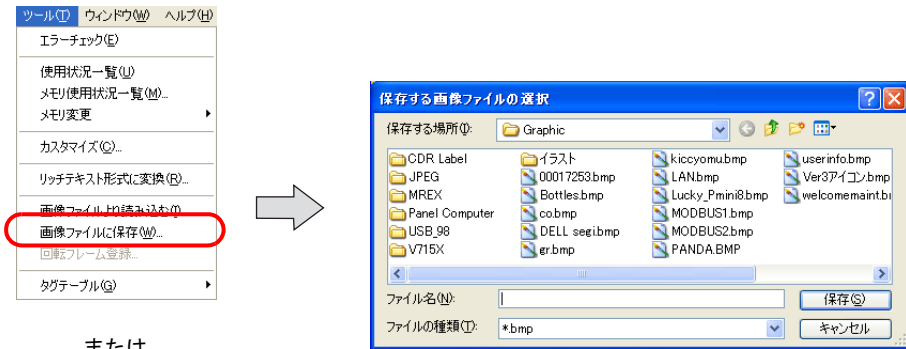 ツール(T) ウィンドウ(W) ヘルプ(H)
エラーチェック(E)
使用状況一覧(U)
メモリ使用状況一覧(M)...
メモリ変更
カスタマイズ(C)...
リッチテキスト形式に変換(R)...
画像ファイルより読み込む(I)
画像ファイルに保存(W)...
回転フレーム登録...
タグテーブル(G)
または
保存する画像ファイルの選択
保存する場所(I): Graphic
CDR Label イラスト kiccyomu.bmp userinfo.bmp
JPEG 00017253.bmp LAN.bmp Ver3アイコン.bmp
MREX Bottles.bmp Lucky_Pmini8.bmp welcomemaint.b
Panel Computer co.bmp MODBUS1.bmp
USB_98 DELL segi.bmp MODBUS2.bmp
V715X gr.bmp PANDA.BMP
ファイル名(N): 保存(S)
ファイルの種類(T): *.bmp キャンセル